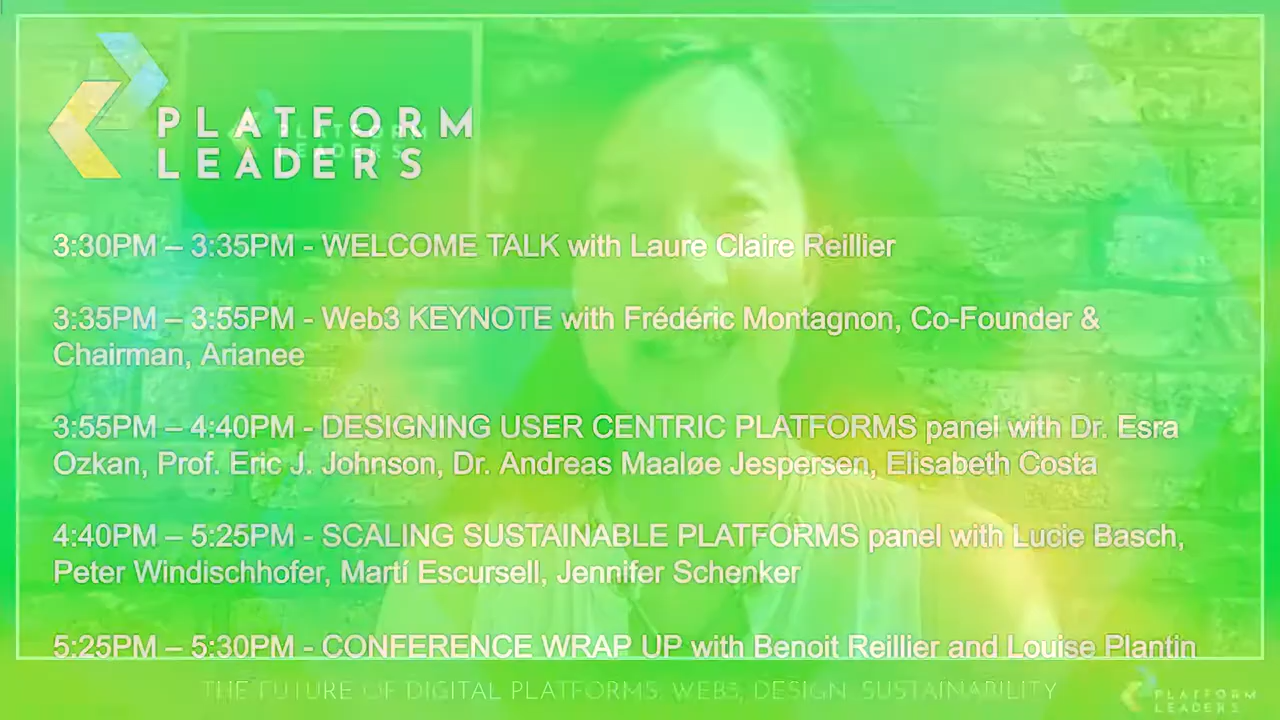 PLATFORM
LEADERS
PLATFORM
LEADERS
3:30PM – 3:35PM - WELCOME TALK with Laure Claire Reillier
3:35PM – 3:55PM - Web3 KEYNOTE with Frédéric Montagnon, Co-Founder &
Chairman, Arianee
3:55PM – 4:40PM - DESIGNING USER CENTRIC PLATFORMS panel with Dr. Esra
Ozkan, Prof. Eric J. Johnson, Dr. Andreas Maaløe Jespersen, Elisabeth Costa
4:40PM – 5:25PM - SCALING SUSTAINABLE PLATFORMS panel with Lucie Basch,
Peter Windischhofer, Martí Escursell, Jennifer Schenker
5:25PM – 5:30PM - CONFERENCE WRAP UP with Benoit Reillier and Louise Plantin
THE FUTURE OF DIGITAL PLATFORMS: WEB3, DESIGN, SUSTAINABILITY
PLATFORM
LEADERS